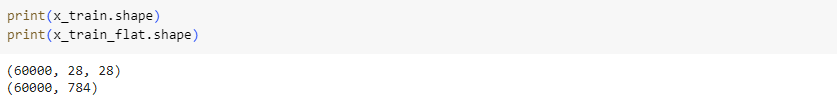 print(x_train.shape)
print(x_train_flat.shape)
(60000, 28, 28)
(60000, 784)